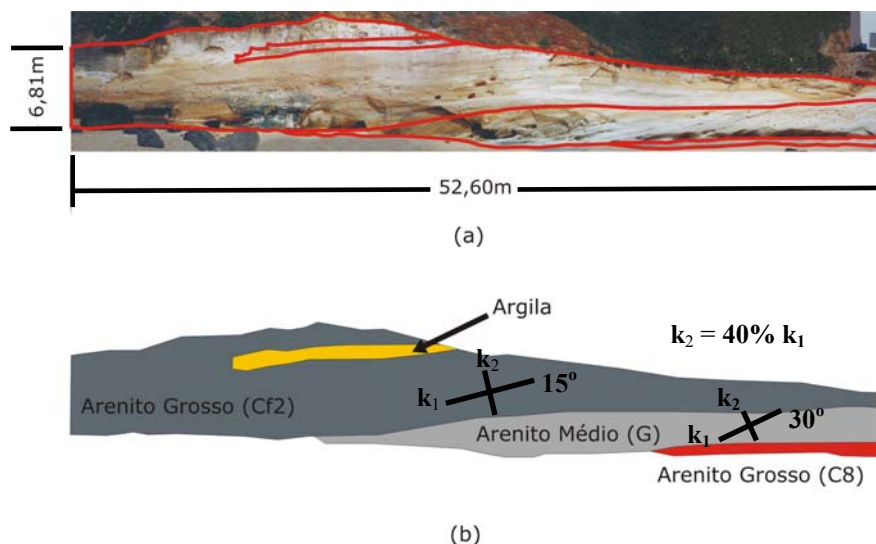 6,81m
52,60m
(a)
Argila
k₂ = 40% k₁
k₂
k₁
15º
Arenito Grosso (Cf2)
k₂
30º
Arenito Médio (G)
k₁
Arenito Grosso (C8)
(b)